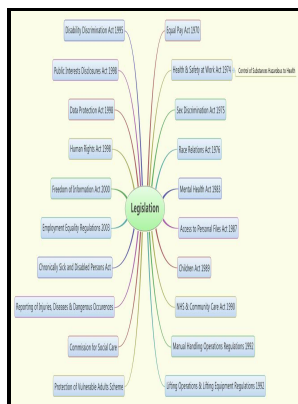 Disability Discrimination Act 1995
Public Interests Disclosures Act 1998
Data Protection Act 1998
Human Rights Act 1998
Freedom of Information Act 2000
Employment Equality Regulations 2003
Chronically Sick and Disabled Persons Act
Reporting of Injuries, Diseases & Dangerous Occurences
Commission for Social Care
Protection of Vulnerable Adults Scheme
Legislation
Equal Pay Act 1970
Health & Safety at Work Act 1974
Control of Substances Hazardous to Health
Sex Discrimination Act 1975
Race Relations Act 1976
Mental Health Act 1983
Access to Personal Files Act 1987
Children Act 1989
NHS & Community Care Act 1990
Manual Handling Operations Regulations 1992
Lifting Operations & Lifting Equipment Regulations 1992